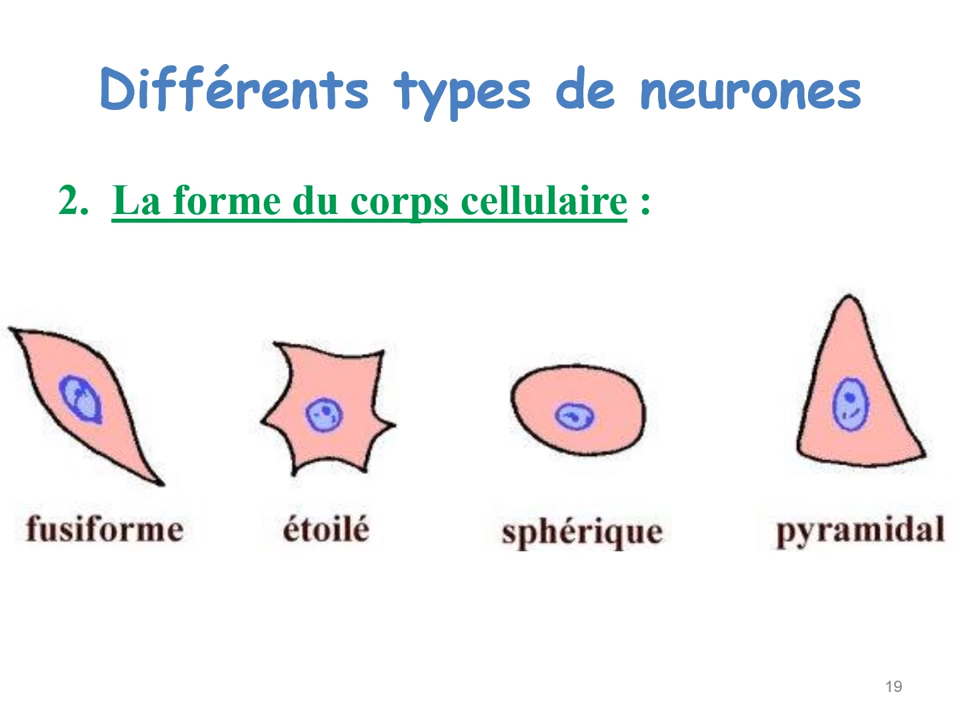 Différents types de neurones
2. La forme du corps cellulaire :
fusiforme étoilé sphérique pyramidal
19